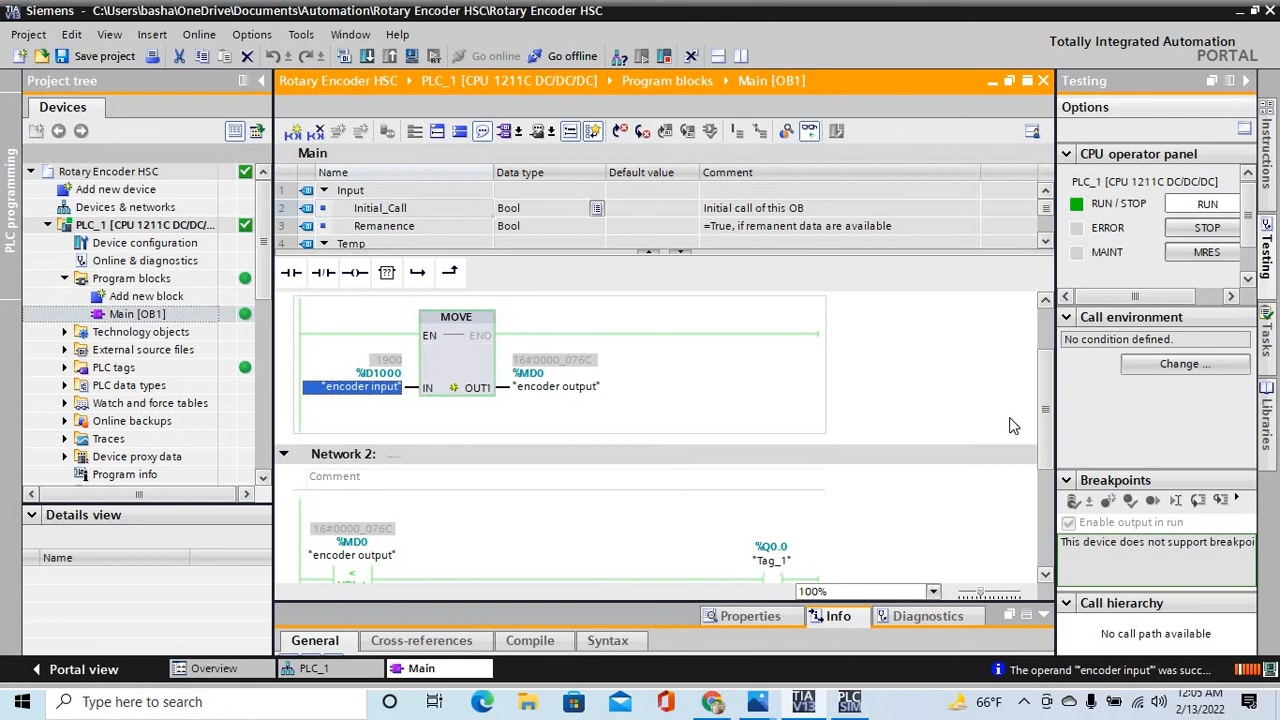 Siemens - C:\Users\basha\OneDrive\Documents\Automation\Rotary Encoder HSC\Rotary Encoder HSC
Project Edit View Insert Online Options Tools Window Help
Totally Integrated Automation
PORTAL
Save project
Go online
Go offline
Project tree
Devices
PLC programming
Rotary Encoder HSC
Add new device
Devices & networks
PLC_1 [CPU 1211C DC/DC/...
Device configuration
Online & diagnostics
Program blocks
Add new block
Main [OB1]
Technology objects
External source files
PLC tags
PLC data types
Watch and force tables
Online backups
Traces
Device proxy data
Program info
Details view
Name
Rotary Encoder HSC PLC_1 [CPU 1211C DC/DC/DC] Program blocks Main [OB1]
Main
Name Data type Default value Comment
1 Input
2 Initial_Call Bool Initial call of this OB
3 Remanence Bool =True, if remanent data are available
4 Temp
??
MOVE
EN ENO
1900
%ID1000
"encoder input"
IN OUT1
16#0000_076C
%MD0
"encoder output"
Network 2: .....
Comment
16#0000_076C
%MD0
"encoder output"
<
%Q0.0
"Tag_1"
100%
Properties Info Diagnostics
General Cross-references Compile Syntax
Testing
Options
CPU operator panel
PLC_1 [CPU 1211C DC/DC/DC]
RUN / STOP RUN
ERROR STOP
MAINT MRES
Call environment
No condition defined.
Change ...
Breakpoints
Enable output in run
This device does not support breakpoi
Call hierarchy
No call path available
Instructions
Testing
Tasks
Libraries
Portal view
Overview
PLC_1
Main
The operand '"encoder input"' was succ...
Type here to search
TIA V13
PLC SIM
66°F
12:05 AM
2/13/2022